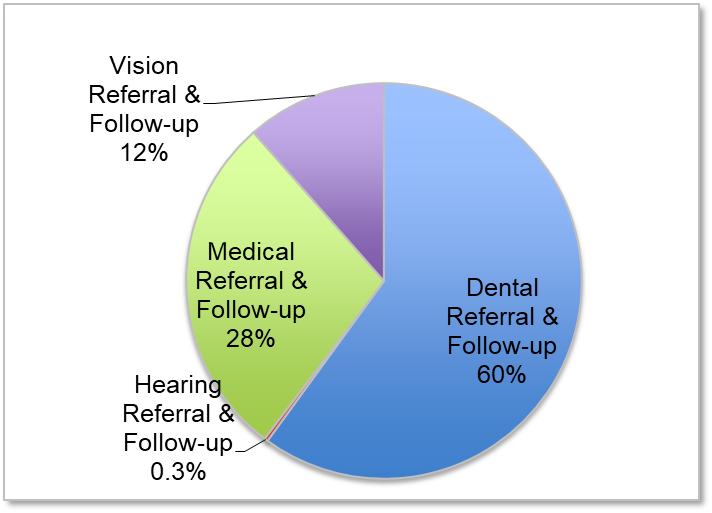 Vision
Referral &
Follow-up
12%
Medical
Referral &
Follow-up
28%
Dental
Referral &
Follow-up
60%
Hearing
Referral &
Follow-up
0.3%